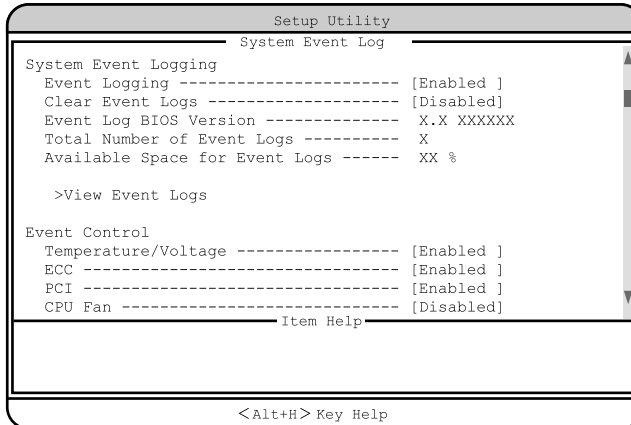 Setup Utility
System Event Log
System Event Logging
Event Logging ----------------------- [Enabled ]
Clear Event Logs -------------------- [Disabled]
Event Log BIOS Version -------------- X.X XXXXXX
Total Number of Event Logs ---------- X
Available Space for Event Logs ------ XX %
>View Event Logs
Event Control
Temperature/Voltage ----------------- [Enabled ]
ECC --------------------------------- [Enabled ]
PCI --------------------------------- [Enabled ]
CPU Fan ----------------------------- [Disabled]
Item Help
<Alt+H> Key Help